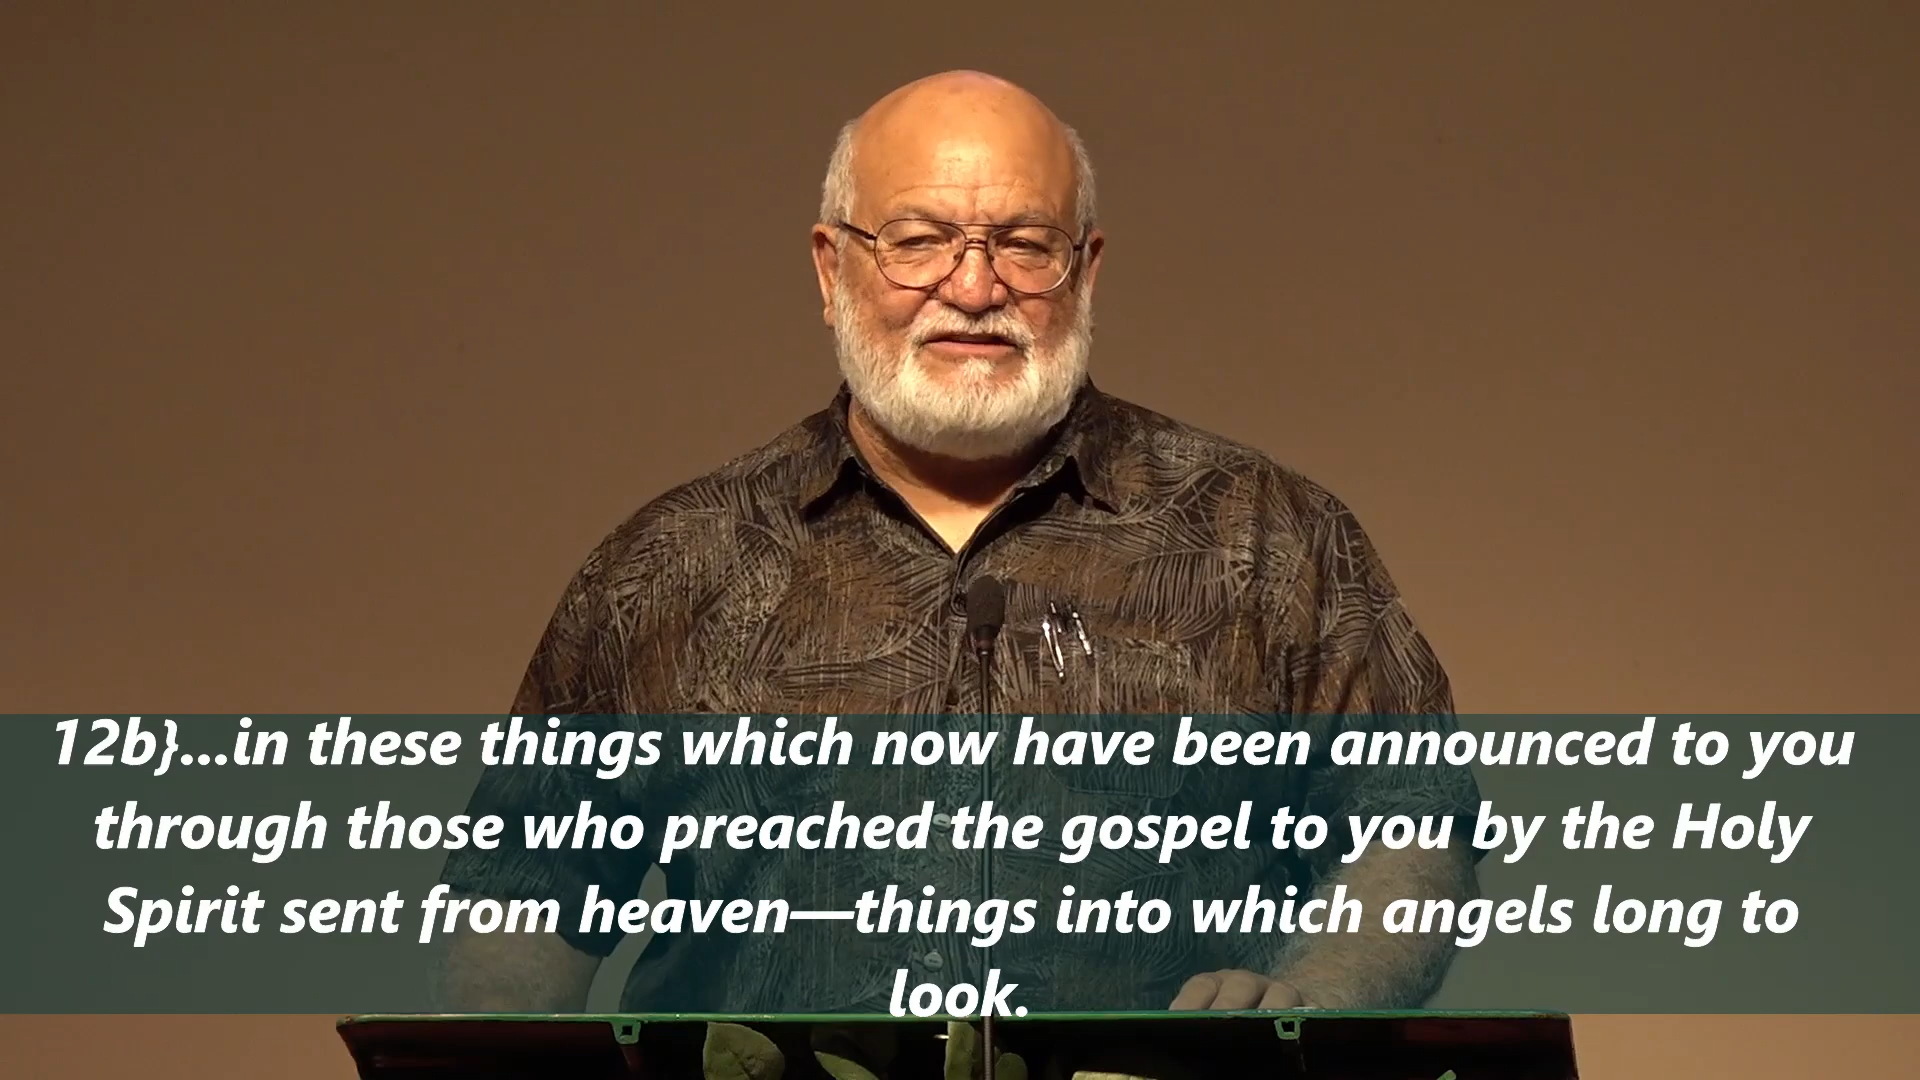 12b}...in these things which now have been announced to you
through those who preached the gospel to you by the Holy
Spirit sent from heaven—things into which angels long to
look.